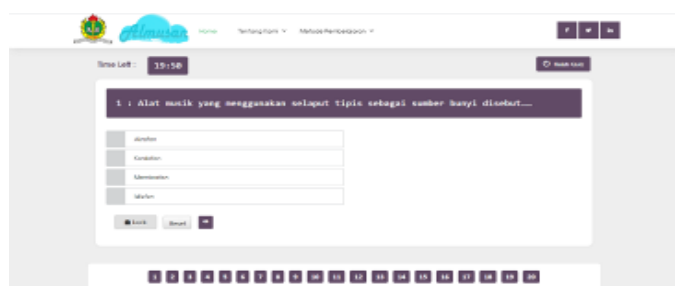 Almusan Home Tentang Kami Metode Pembelajaran
Time Left : 19:50
1 : Alat musik yang menggunakan selaput tipis sebagai sumber bunyi disebut……
Aerofon
Kordofon
Membranofon
Idiofon
Reset
1 2 3 4 5 6 7 8 9 10 11 12 13 14 15 16 17 18 19 20